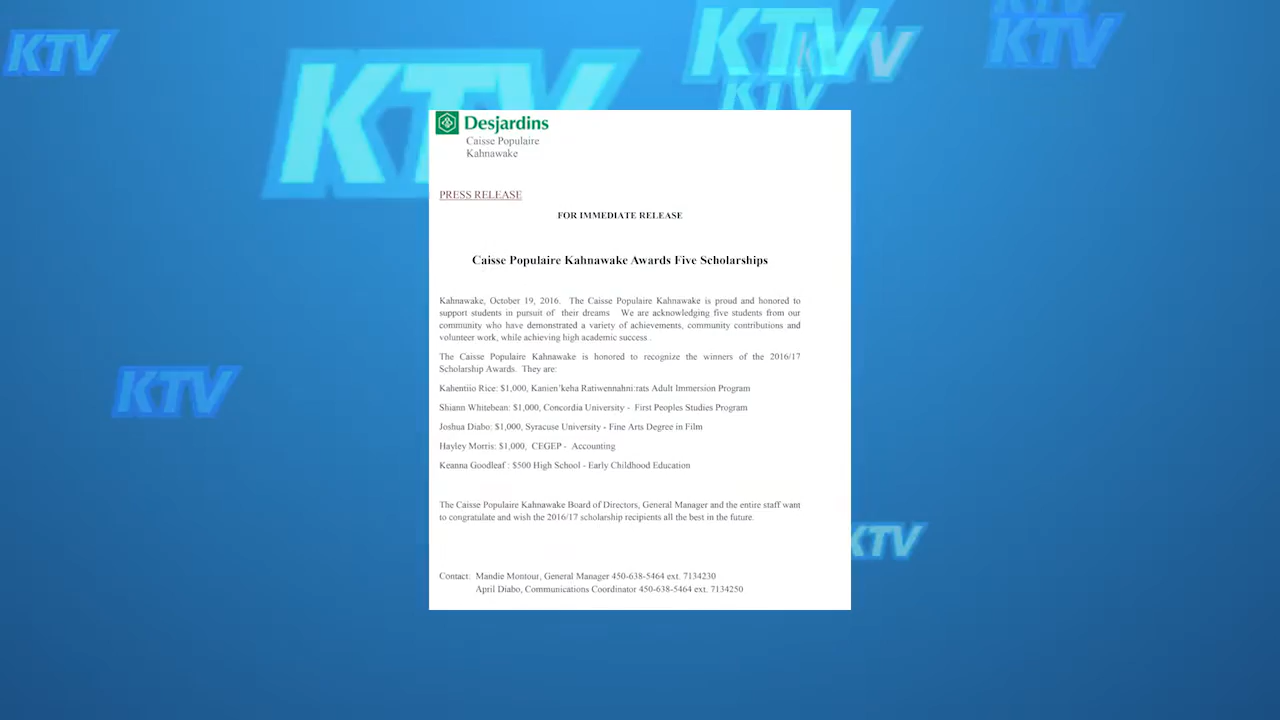 KTV
KTV
KTV
KTV
KTV
KTV
Desjardins
Caisse Populaire
Kahnawake
PRESS RELEASE
FOR IMMEDIATE RELEASE
Caisse Populaire Kahnawake Awards Five Scholarships
Kahnawake, October 19, 2016. The Caisse Populaire Kahnawake is proud and honored to
support students in pursuit of their dreams We are acknowledging five students from our
community who have demonstrated a variety of achievements, community contributions and
volunteer work, while achieving high academic success .
The Caisse Populaire Kahnawake is honored to recognize the winners of the 2016/17
Scholarship Awards. They are:
Kahentiio Rice: $1,000, Kanien’keha Ratiwennahni:rats Adult Immersion Program
Shiann Whitebean: $1,000, Concordia University - First Peoples Studies Program
Joshua Diabo: $1,000, Syracuse University - Fine Arts Degree in Film
Hayley Morris: $1,000, CEGEP - Accounting
Keanna Goodleaf : $500 High School - Early Childhood Education
The Caisse Populaire Kahnawake Board of Directors, General Manager and the entire staff want
to congratulate and wish the 2016/17 scholarship recipients all the best in the future.
Contact: Mandie Montour, General Manager 450-638-5464 ext. 7134230
April Diabo, Communications Coordinator 450-638-5464 ext. 7134250
KTV
KTV